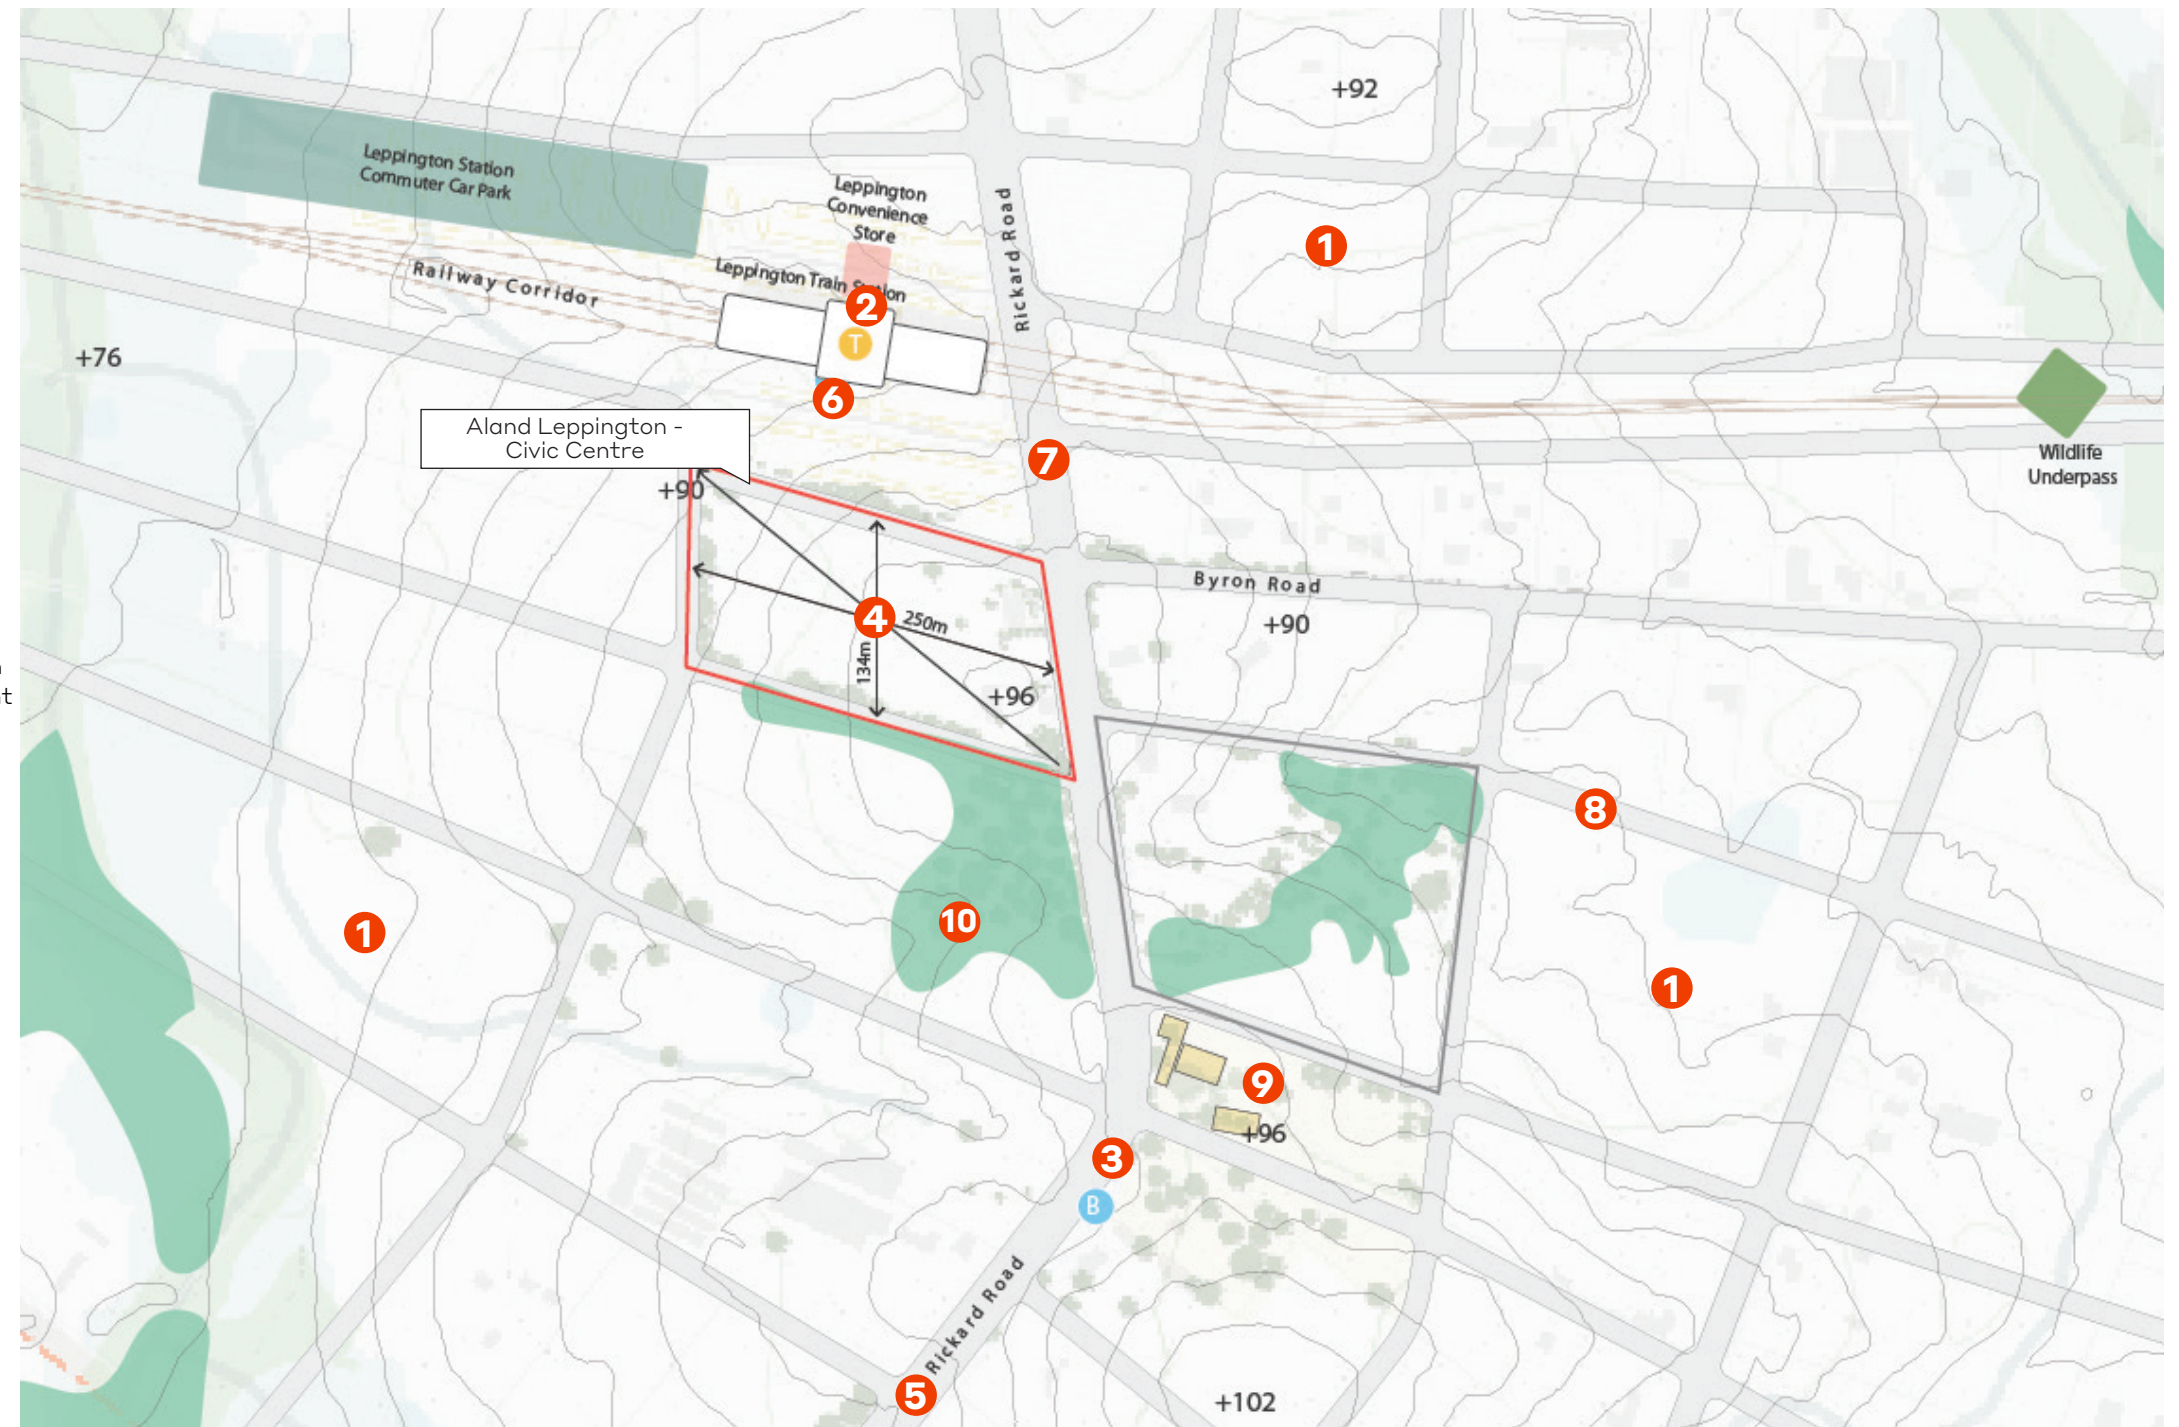 +92
Leppington Station
Commuter Car Park
Leppington
Convenience
Store
Rickard Road
1
Railway Corridor
Leppington Train Station
2
T
+76
6
Aland Leppington -
Civic Centre
7
Wildlife
Underpass
+90
Byron Road
4
250m
134m
+90
+96
8
10
1
1
9
+96
3
B
Rickard Road
5
+102